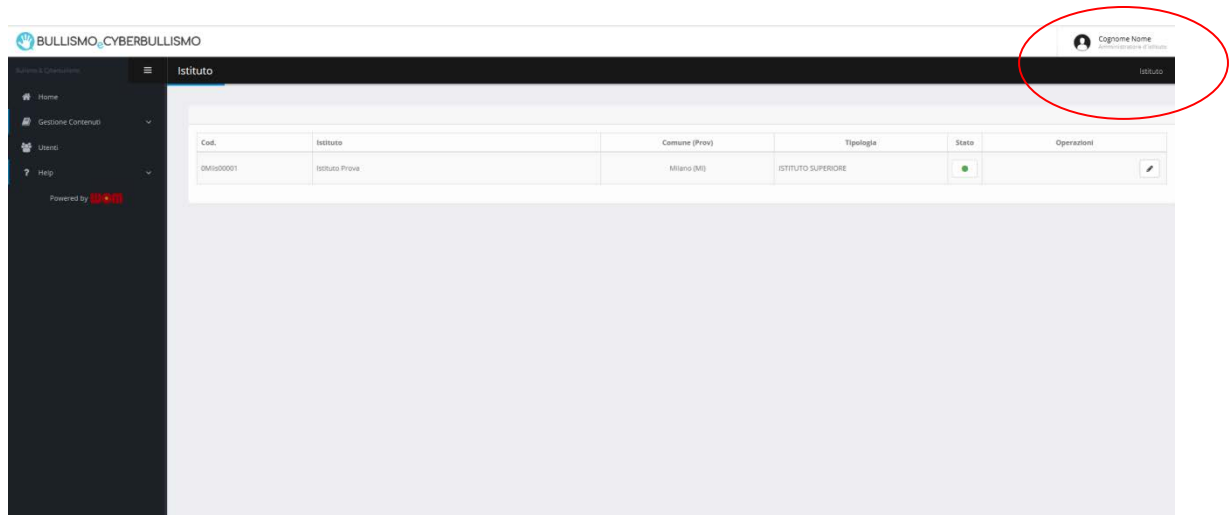 BULLISMOeCYBERBULLISMO
Cognome Nome
Amministratore d'istituto
Bullismo & Cyberbullismo
Istituto
Istituto
Home
Gestione Contenuti
Utenti
? Help
Powered by
Cod. Istituto Comune (Prov) Tipologia Stato Operazioni
0Miis00001 Istituto Prove Milano (MI) ISTITUTO SUPERIORE